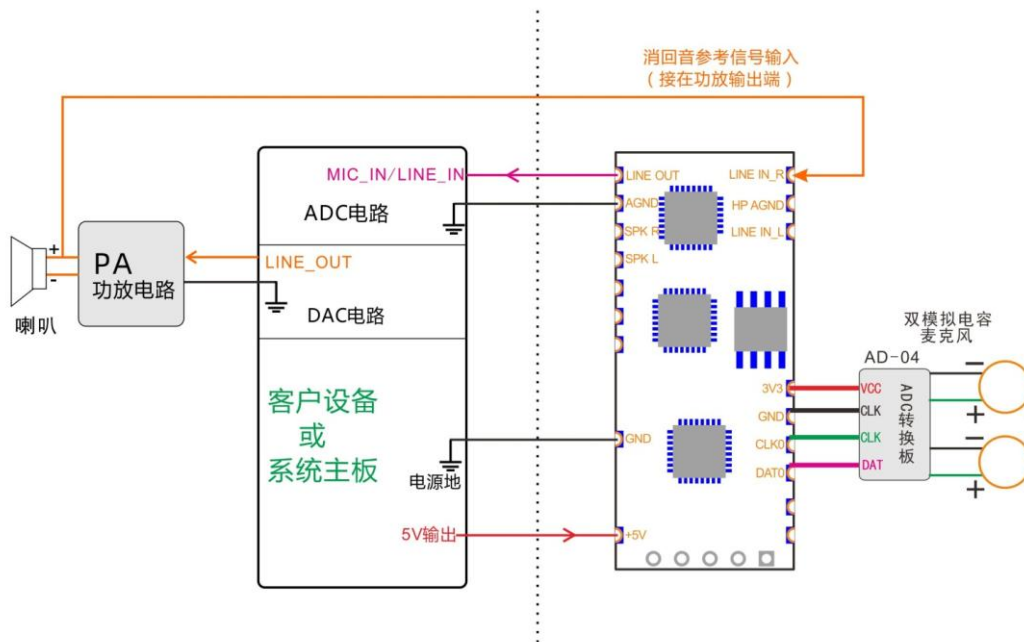 消回音参考信号输入
（接在功放输出端）
MIC_IN/LINE_IN
ADC电路
LINE_OUT
DAC电路
客户设备
或
系统主板
电源地
5V输出
+
-
PA
功放电路
喇叭
LINE OUT
AGND
SPK R
SPK L
GND
+5V
LINE IN_R
HP AGND
LINE IN_L
3V3
GND
CLK0
DAT0
双模拟电容
麦克风
AD-04
VCC
CLK
CLK
DAT
ADC转换板
-
+
-
+